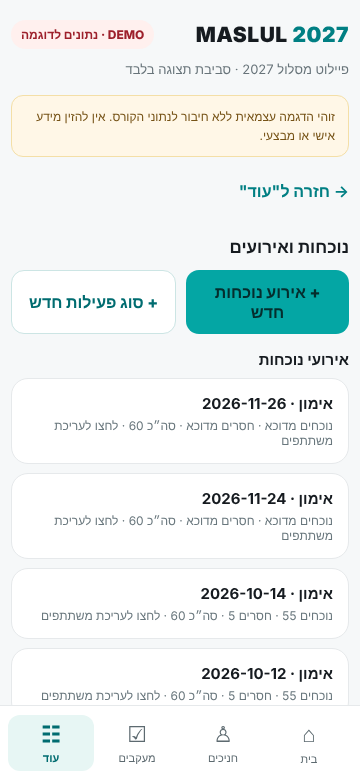 MASLUL 2027
DEMO · נתונים לדוגמה
פיילוט מסלול 2027 · סביבת תצוגה בלבד
זוהי הדגמה עצמאית ללא חיבור לנתוני הקורס. אין להזין מידע
אישי או מבצעי.
→ חזרה ל"עוד"
נוכחות ואירועים
+ אירוע נוכחות
חדש
+ סוג פעילות חדש
אירועי נוכחות
אימון · 2026-11-26
נוכחים מדוכא · חסרים מדוכא · סה״כ 60 · לחצו לעריכת
משתתפים
אימון · 2026-11-24
נוכחים מדוכא · חסרים מדוכא · סה״כ 60 · לחצו לעריכת
משתתפים
אימון · 2026-10-14
נוכחים 55 · חסרים 5 · סה״כ 60 · לחצו לעריכת משתתפים
אימון · 2026-10-12
נוכחים 55 · חסרים 5 · סה״כ 60 · לחצו לעריכת משתתפים
בית
חניכים
מעקבים
עוד